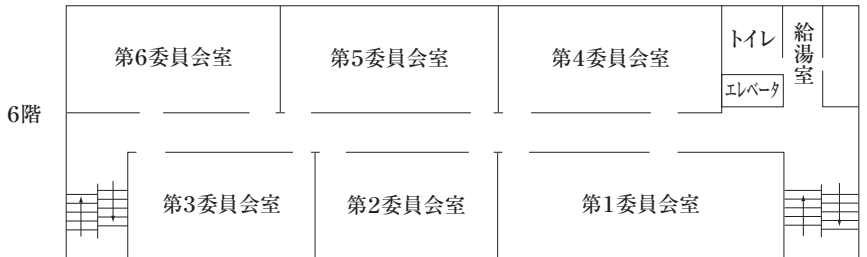 第6委員会室
第5委員会室
第4委員会室
トイレ
給湯室
エレベータ
6階
第3委員会室
第2委員会室
第1委員会室